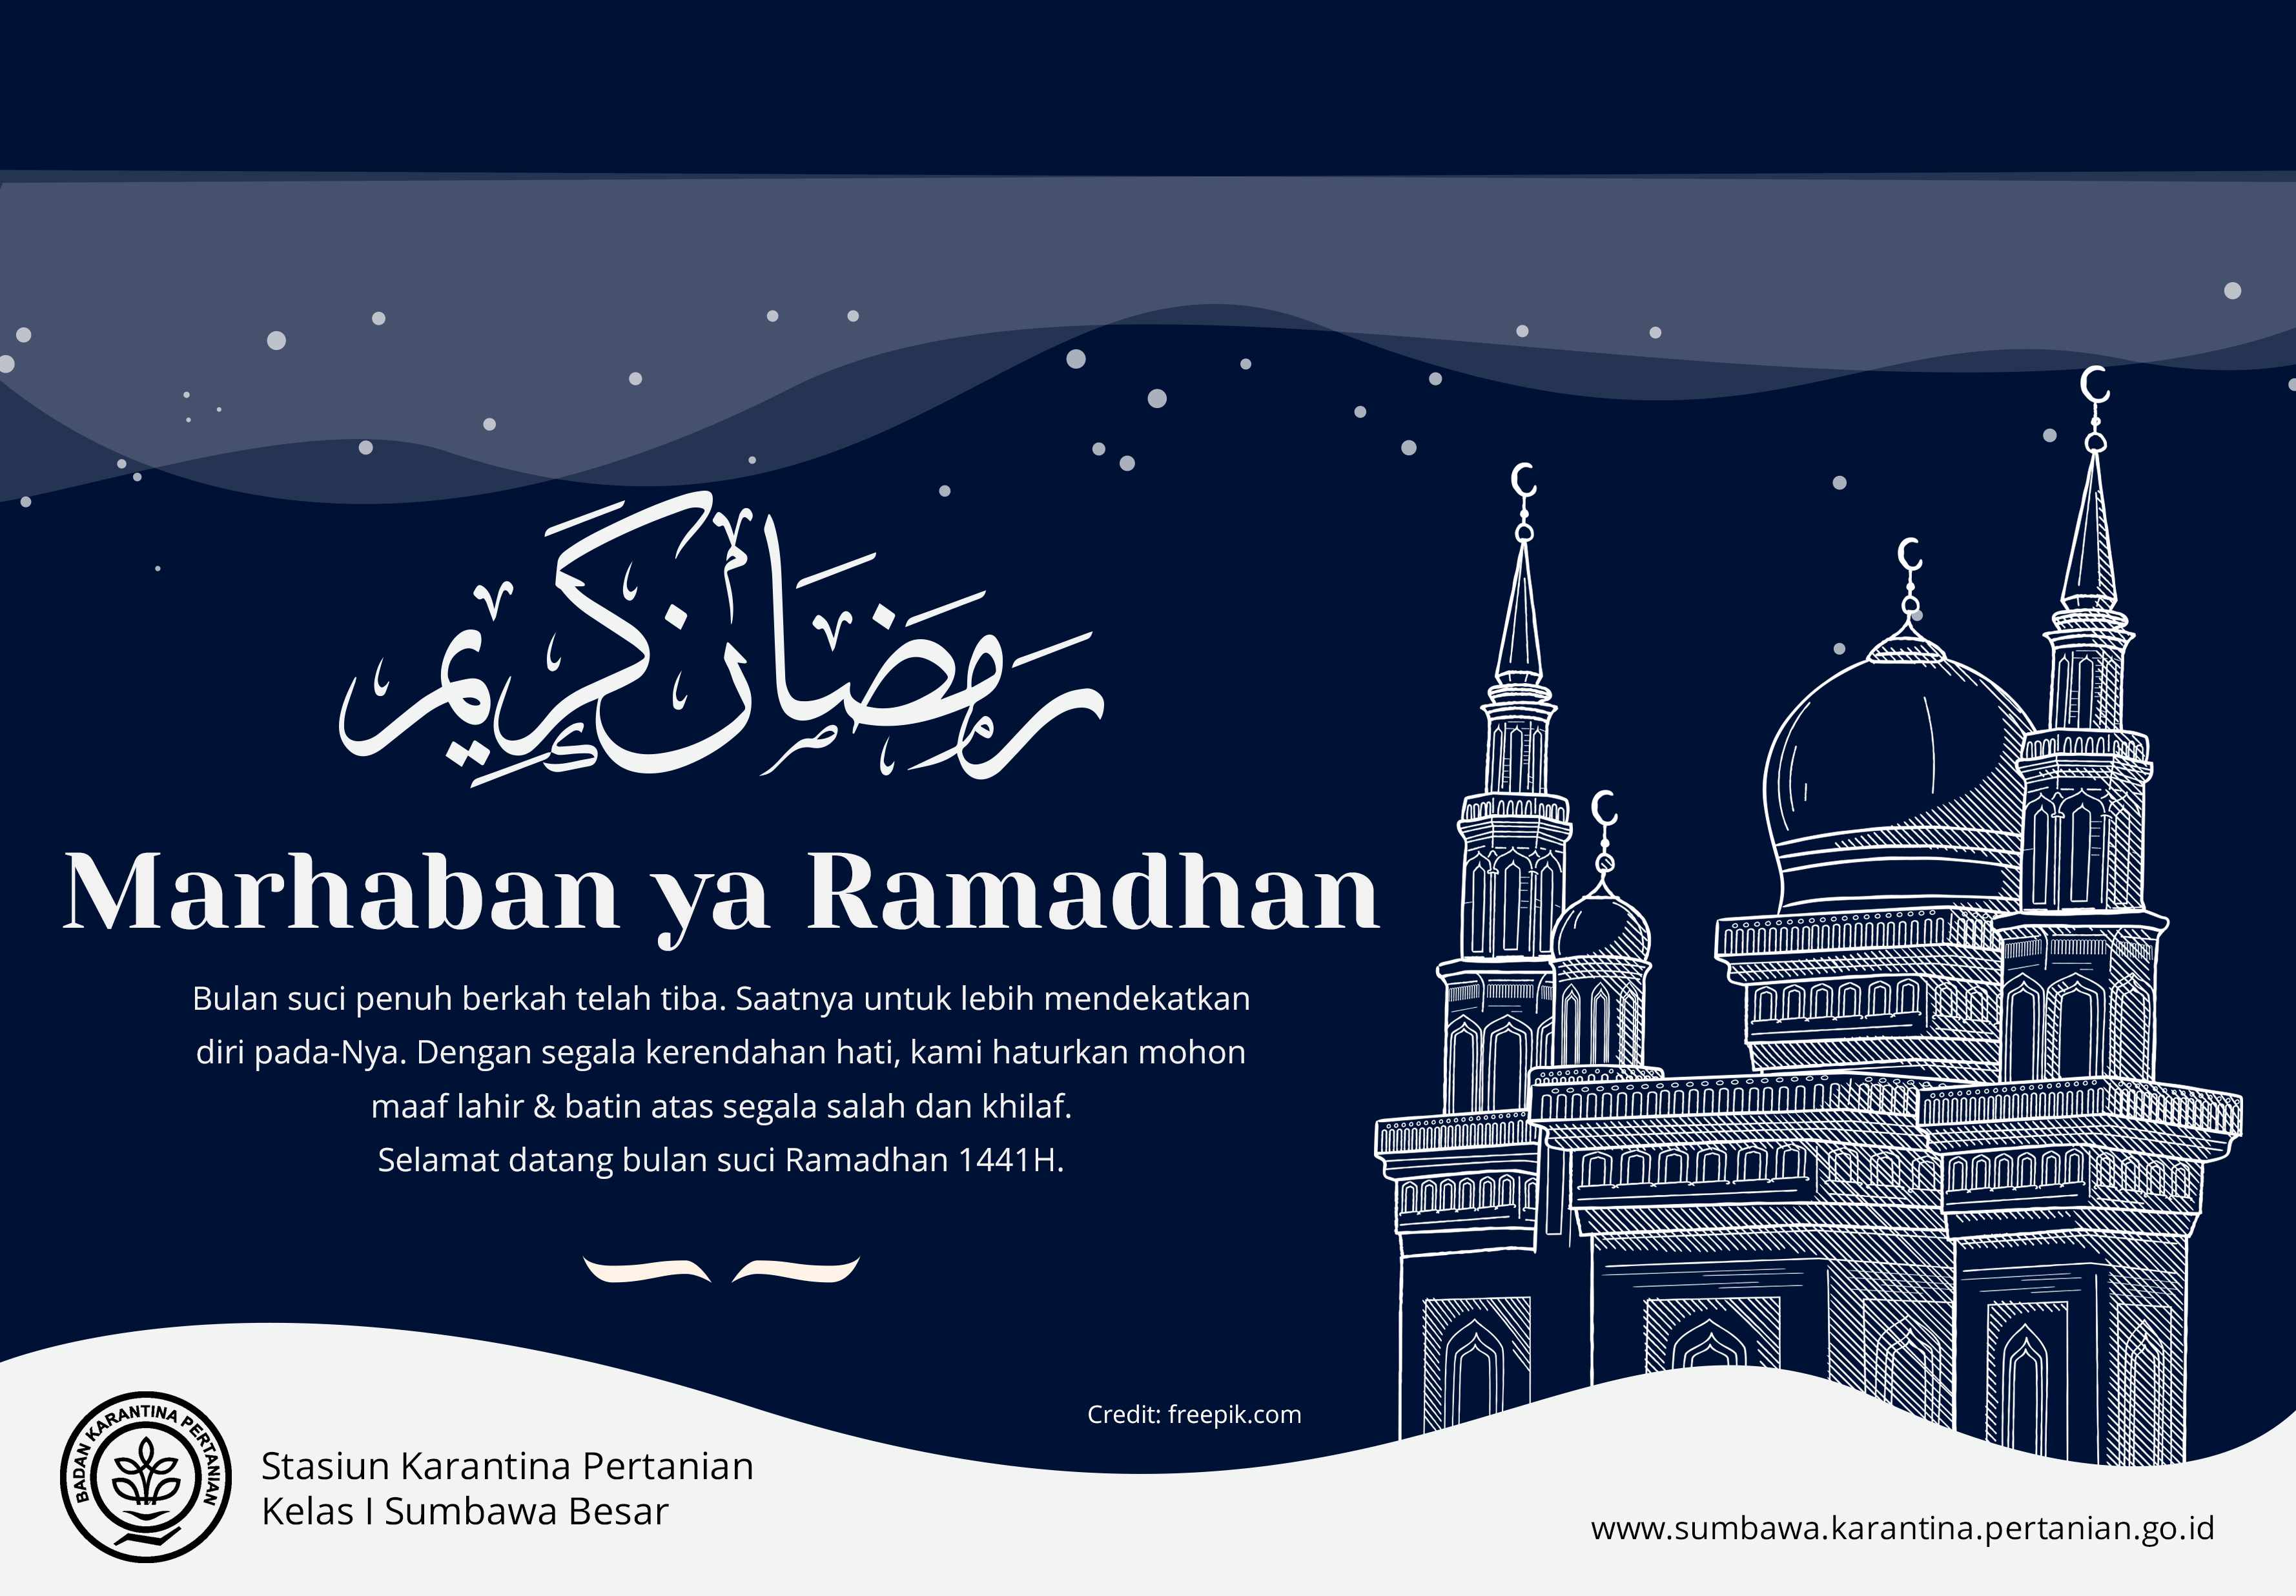 رَمَضَان كَرِيم
Marhaban ya Ramadhan
Bulan suci penuh berkah telah tiba. Saatnya untuk lebih mendekatkan
diri pada-Nya. Dengan segala kerendahan hati, kami haturkan mohon
maaf lahir & batin atas segala salah dan khilaf.
Selamat datang bulan suci Ramadhan 1441H.
Credit: freepik.com
BADAN KARANTINA PERTANIAN
Stasiun Karantina Pertanian
Kelas I Sumbawa Besar
www.sumbawa.karantina.pertanian.go.id